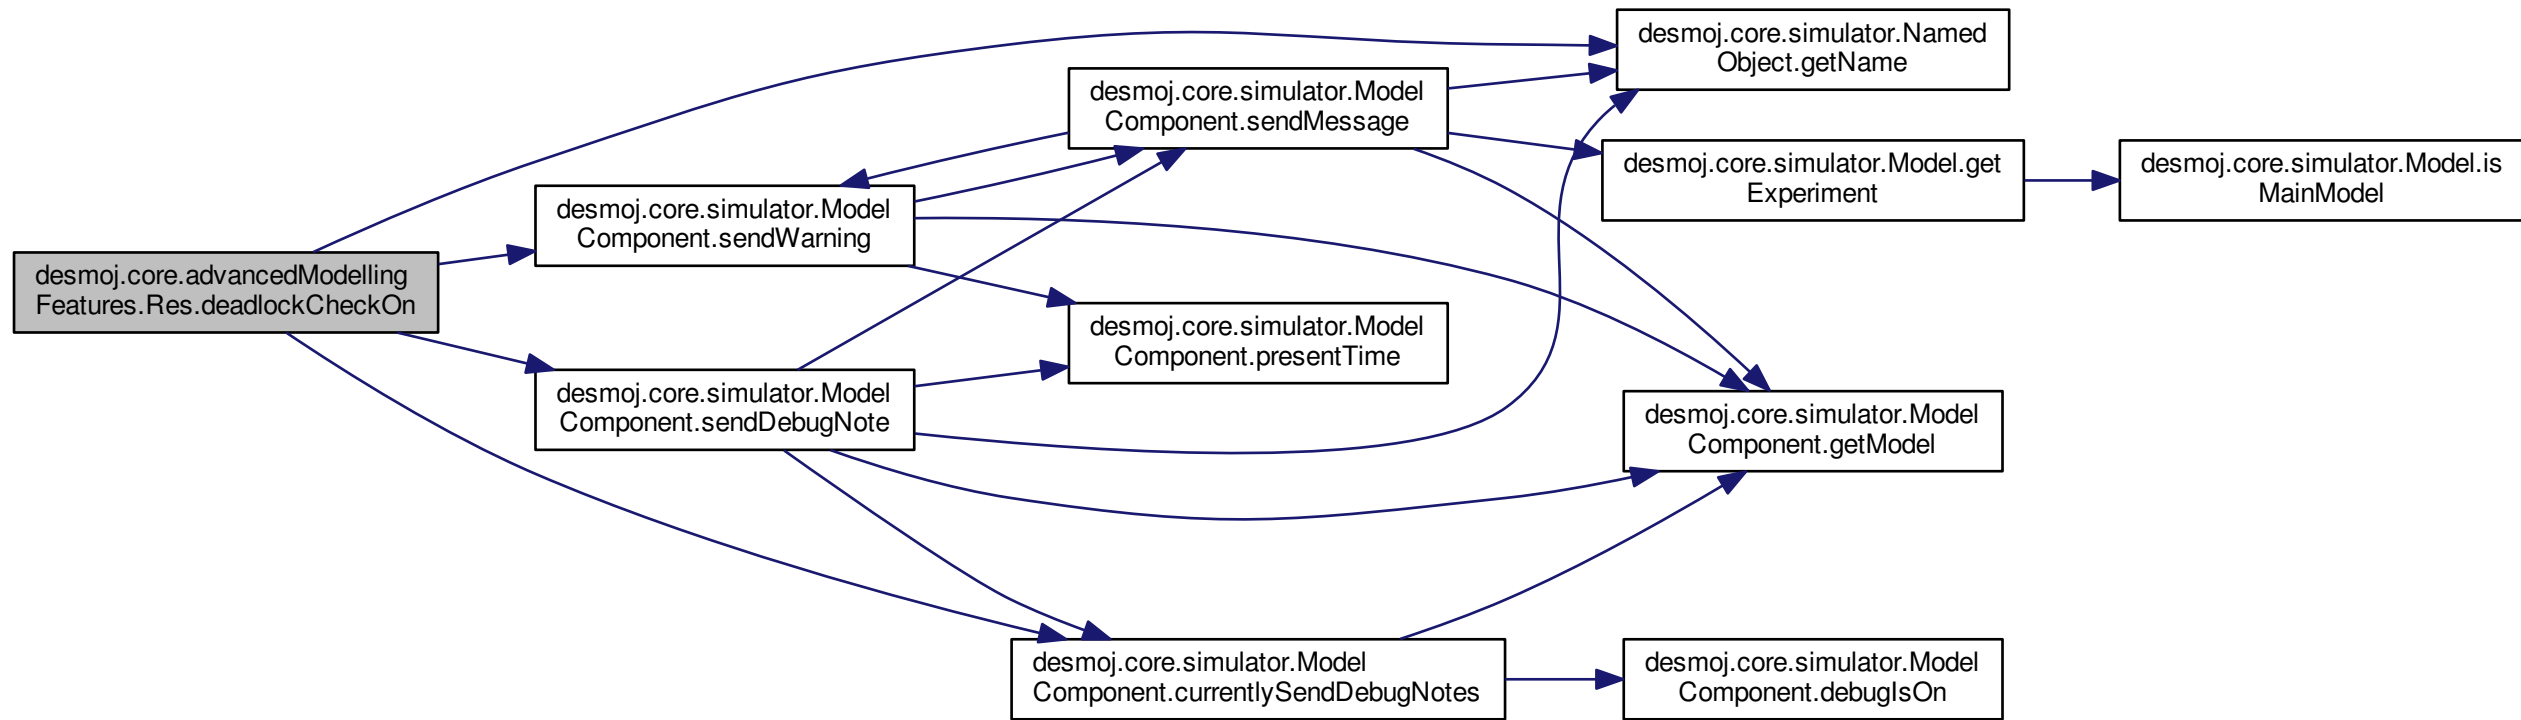 desmoj.core.simulator.Named
Object.getName
desmoj.core.simulator.Model
Component.sendMessage
desmoj.core.simulator.Model.get
Experiment
desmoj.core.simulator.Model.is
MainModel
desmoj.core.simulator.Model
Component.sendWarning
desmoj.core.advancedModelling
Features.Res.deadlockCheckOn
desmoj.core.simulator.Model
Component.presentTime
desmoj.core.simulator.Model
Component.sendDebugNote
desmoj.core.simulator.Model
Component.getModel
desmoj.core.simulator.Model
Component.currentlySendDebugNotes
desmoj.core.simulator.Model
Component.debugIsOn